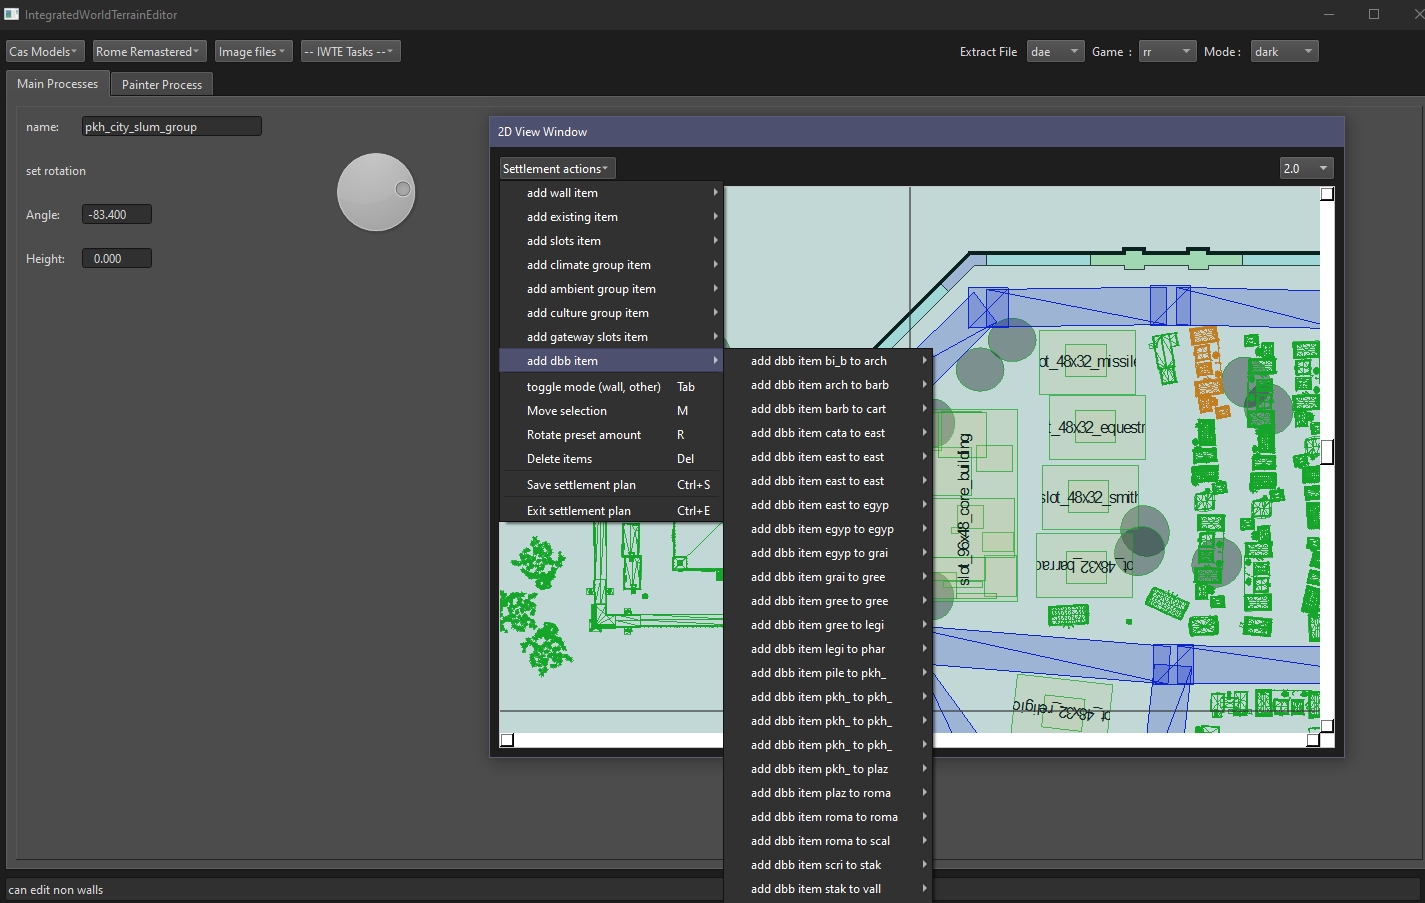 IntegratedWorldTerrainEditor
Cas Models
Rome Remastered
Image files
-- IWTE Tasks --
Extract File
dae
Game :
rr
Mode :
dark
Main Processes
Painter Process
name:
pkh_city_slum_group
set rotation
Angle:
-83.400
Height:
0.000
2D View Window
Settlement actions
2.0
add wall item
add existing item
add slots item
add climate group item
add ambient group item
add culture group item
add gateway slots item
add dbb item
toggle mode (wall, other) Tab
Move selection M
Rotate preset amount R
Delete items Del
Save settlement plan Ctrl+S
Exit settlement plan Ctrl+E
add dbb item bi_b to arch
add dbb item arch to barb
add dbb item barb to cart
add dbb item cata to east
add dbb item east to east
add dbb item east to east
add dbb item east to egyp
add dbb item egyp to egyp
add dbb item egyp to grai
add dbb item grai to gree
add dbb item gree to gree
add dbb item gree to legi
add dbb item legi to phar
add dbb item pile to pkh_
add dbb item pkh_ to pkh_
add dbb item pkh_ to pkh_
add dbb item pkh_ to pkh_
add dbb item pkh_ to plaz
add dbb item plaz to roma
add dbb item roma to roma
add dbb item roma to scal
add dbb item scri to stak
add dbb item stak to vall
ot_48x32_missile
t_48x32_equestr
slot_48x32_smith
ot_48x32_barrac
slot_96x48_core_building
ot_48x32_religio
can edit non walls